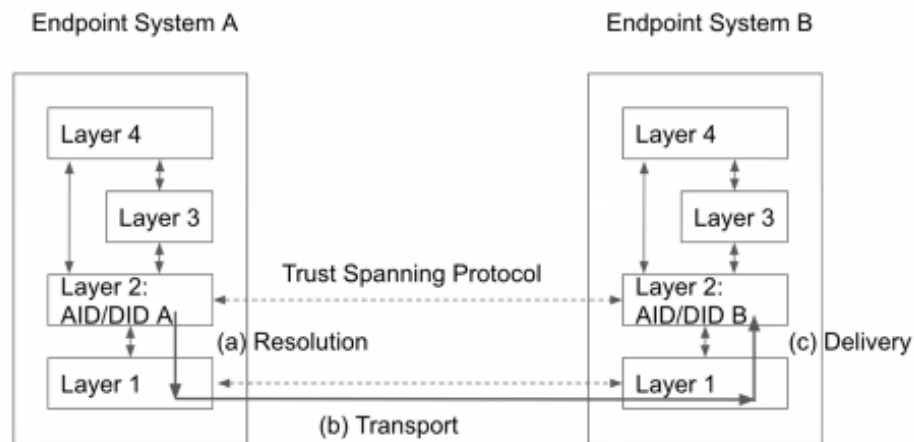 Endpoint System A
Endpoint System B
Layer 4
Layer 3
Layer 2:
AID/DID A
Layer 1
Trust Spanning Protocol
(a) Resolution
(b) Transport
Layer 4
Layer 3
Layer 2:
AID/DID B
(c) Delivery
Layer 1